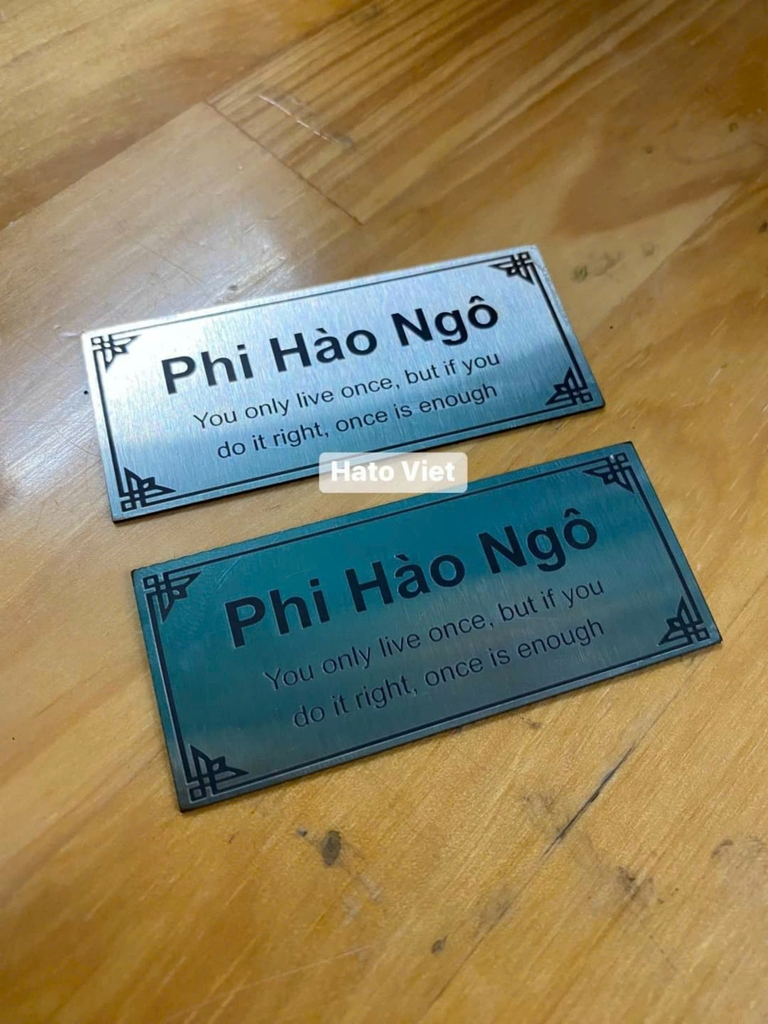 Phi Hào Ngô
You only live once, but if you
do it right, once is enough
Hato Viet
Phi Hào Ngô
You only live once, but if you
do it right, once is enough